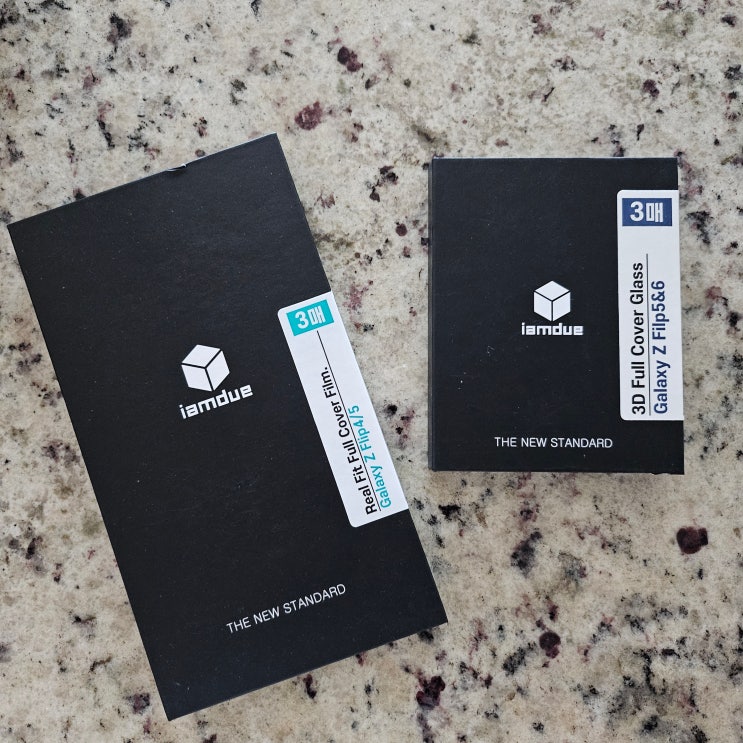 3매
Real Fit Full Cover Film.
Galaxy Z Flip4/5
iamdue
THE NEW STANDARD
3매
3D Full Cover Glass
Galaxy Z Flip5&6
iamdue
THE NEW STANDARD